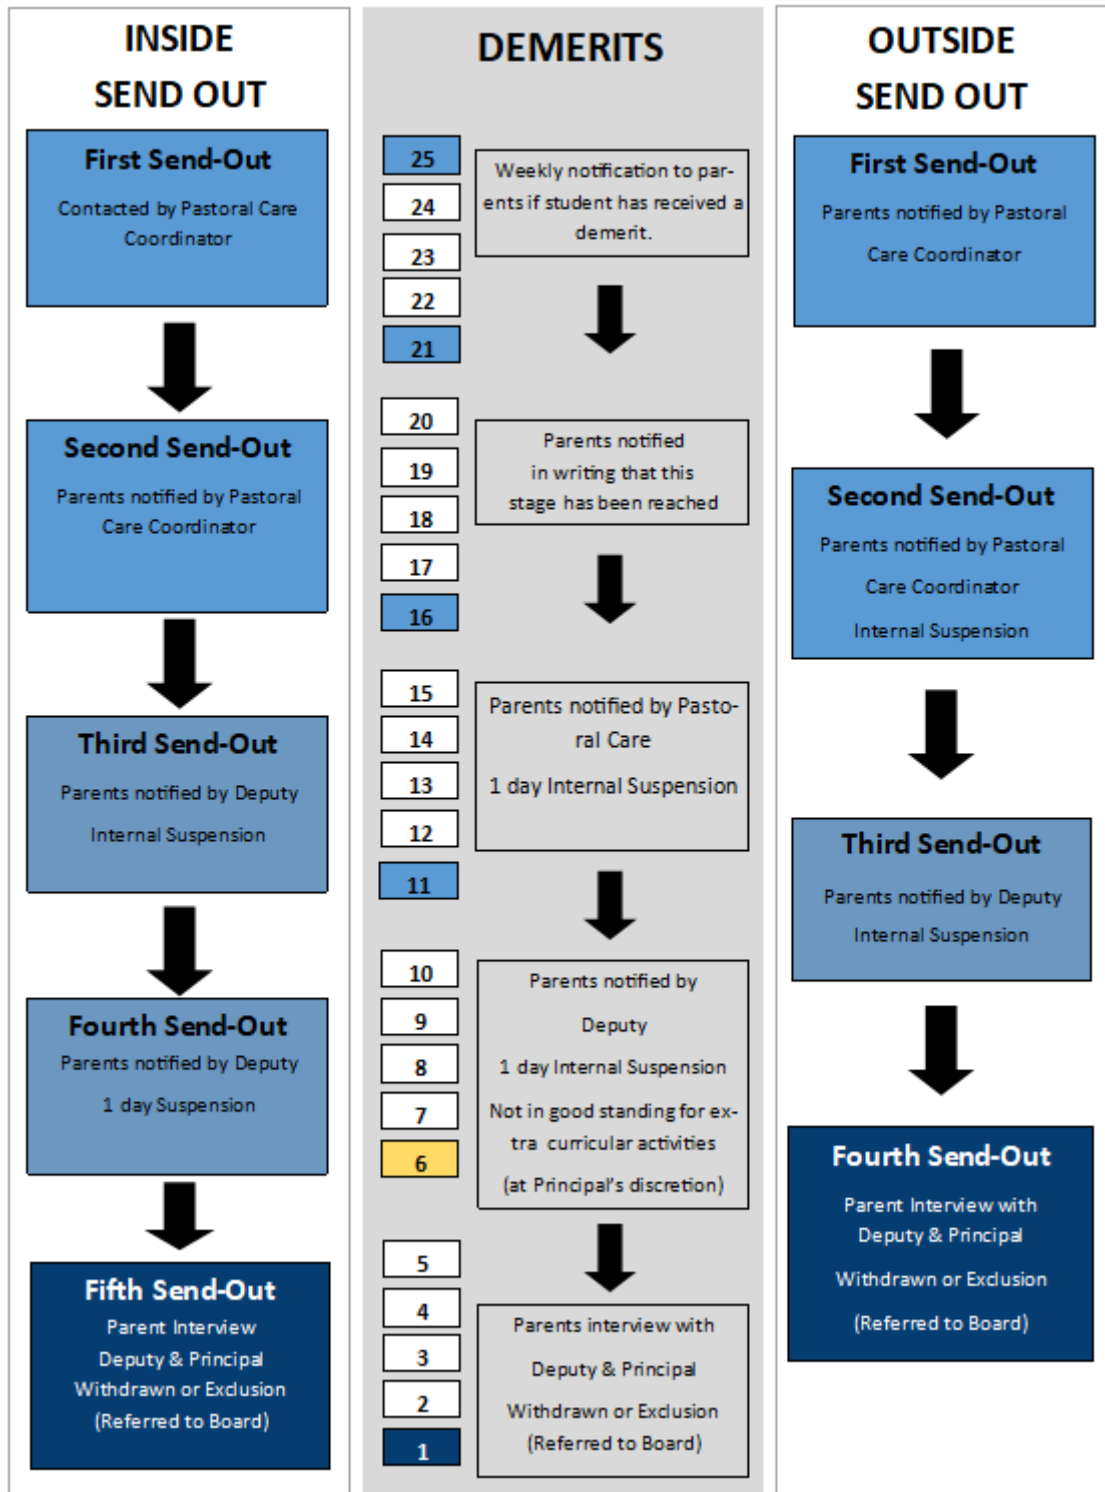 INSIDE
SEND OUT
First Send-Out
Contacted by Pastoral Care
Coordinator
Second Send-Out
Parents notified by Pastoral
Care Coordinator
Third Send-Out
Parents notified by Deputy
Internal Suspension
Fourth Send-Out
Parents notified by Deputy
1 day Suspension
Fifth Send-Out
Parent Interview
Deputy & Principal
Withdrawn or Exclusion
(Referred to Board)
DEMERITS
25
24
23
22
21
Weekly notification to par-
ents if student has received a
demerit.
20
19
18
17
16
Parents notified
in writing that this
stage has been reached
15
14
13
12
11
Parents notified by Pasto-
ral Care
1 day Internal Suspension
10
9
8
7
6
Parents notified by
Deputy
1 day Internal Suspension
Not in good standing for ex-
tra curricular activities
(at Principal's discretion)
5
4
3
2
1
Parents interview with
Deputy & Principal
Withdrawn or Exclusion
(Referred to Board)
OUTSIDE
SEND OUT
First Send-Out
Parents notified by Pastoral
Care Coordinator
Second Send-Out
Parents notified by Pastoral
Care Coordinator
Internal Suspension
Third Send-Out
Parents notified by Deputy
Internal Suspension
Fourth Send-Out
Parent Interview with
Deputy & Principal
Withdrawn or Exclusion
(Referred to Board)